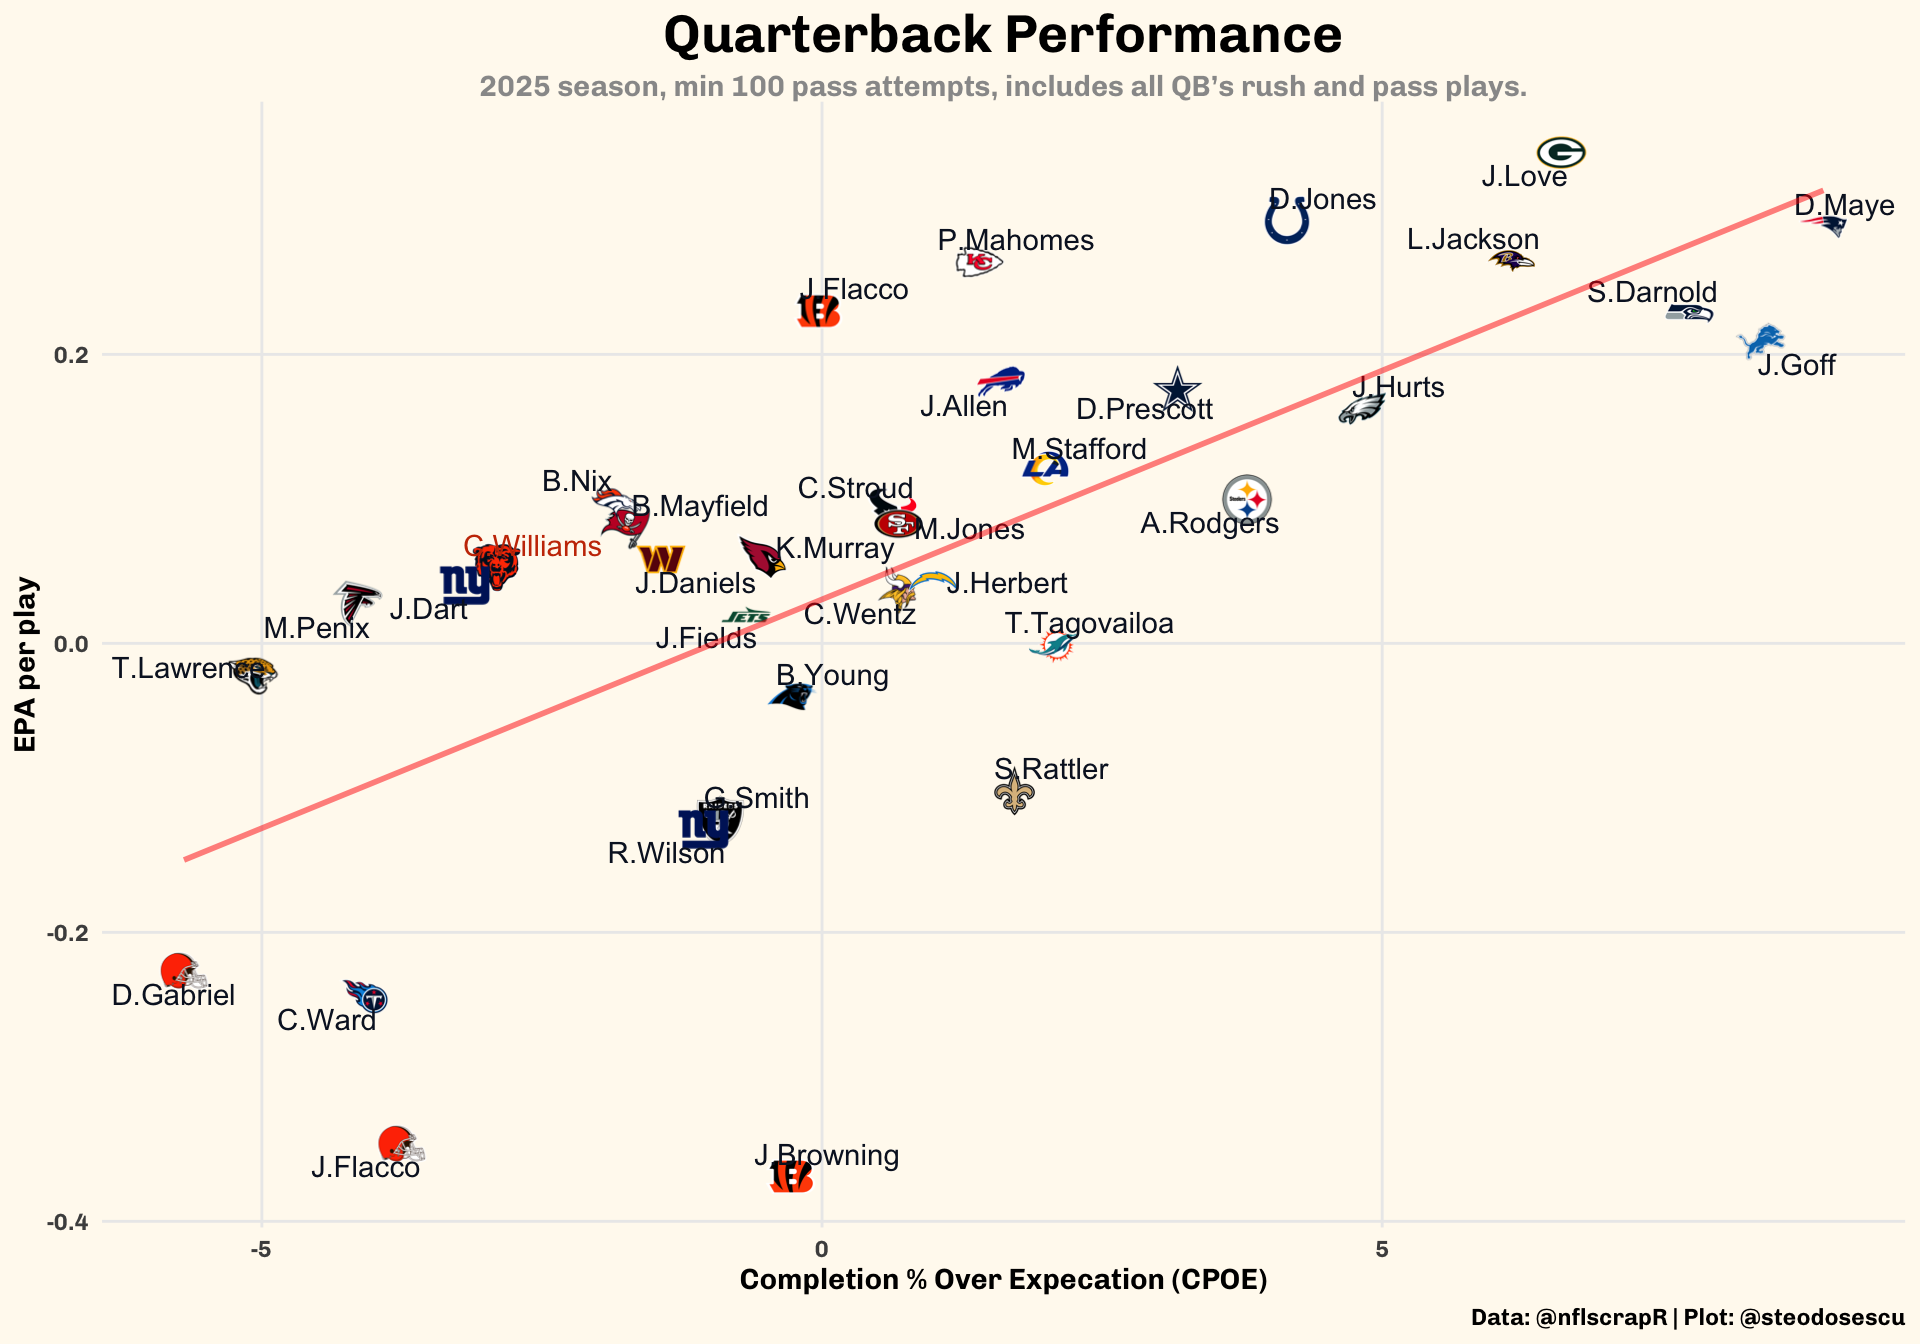 Quarterback Performance
2025 season, min 100 pass attempts, includes all QB's rush and pass plays.
J.Love
D.Jones
D.Maye
P.Mahomes
L.Jackson
J.Flacco
S.Darnold
0.2
J.Goff
J.Hurts
J.Allen
D.Prescott
M.Stafford
B.Nix
C.Stroud
B.Mayfield
A.Rodgers
M.Jones
C.Williams
K.Murray
J.Daniels
J.Herbert
J.Dart
C.Wentz
M.Penix
T.Tagovailoa
J.Fields
0.0
T.Lawrence
B.Young
S.Rattler
G.Smith
R.Wilson
-0.2
D.Gabriel
C.Ward
J.Browning
J.Flacco
-0.4
EPA per play
-5
0
5
Completion % Over Expecation (CPOE)
Data: @nflscrapR | Plot: @steodosescu